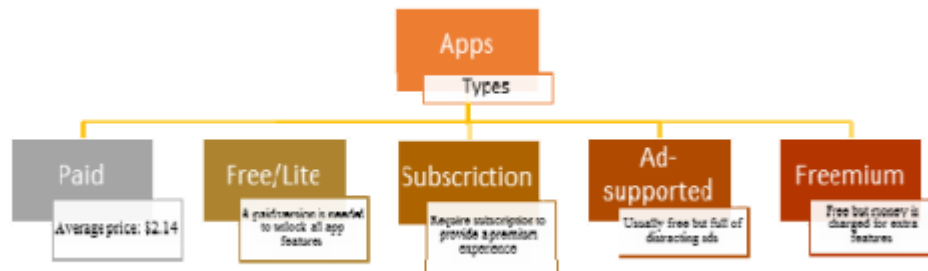 Apps
Types
Paid
Average price: $2.14
Free/Lite
A paid version is needed
to unlock all app
features
Subscription
Require subscription to
provide a premium
experience
Ad-
supported
Usually free but full of
distracting ads
Freemium
Free but money is
charged for extra
features